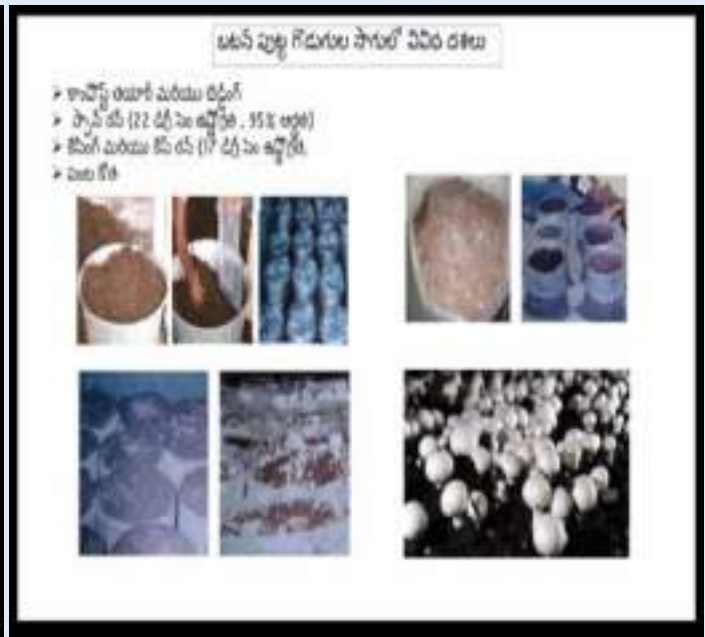 బటన్ పుట్ట గొడుగుల సాగులో వివిధ దశలు
కాంపోస్ట్ తయారీ మరియు బెడ్డింగ్
స్పాన్ రన్ (22 డిగ్రీ సెం ఉష్ణోగ్రత , 95% ఆర్ద్రత)
కేసింగ్ మరియు కేస్ రన్ (17 డిగ్రీ సెం ఉష్ణోగ్రత,
పంట కోత